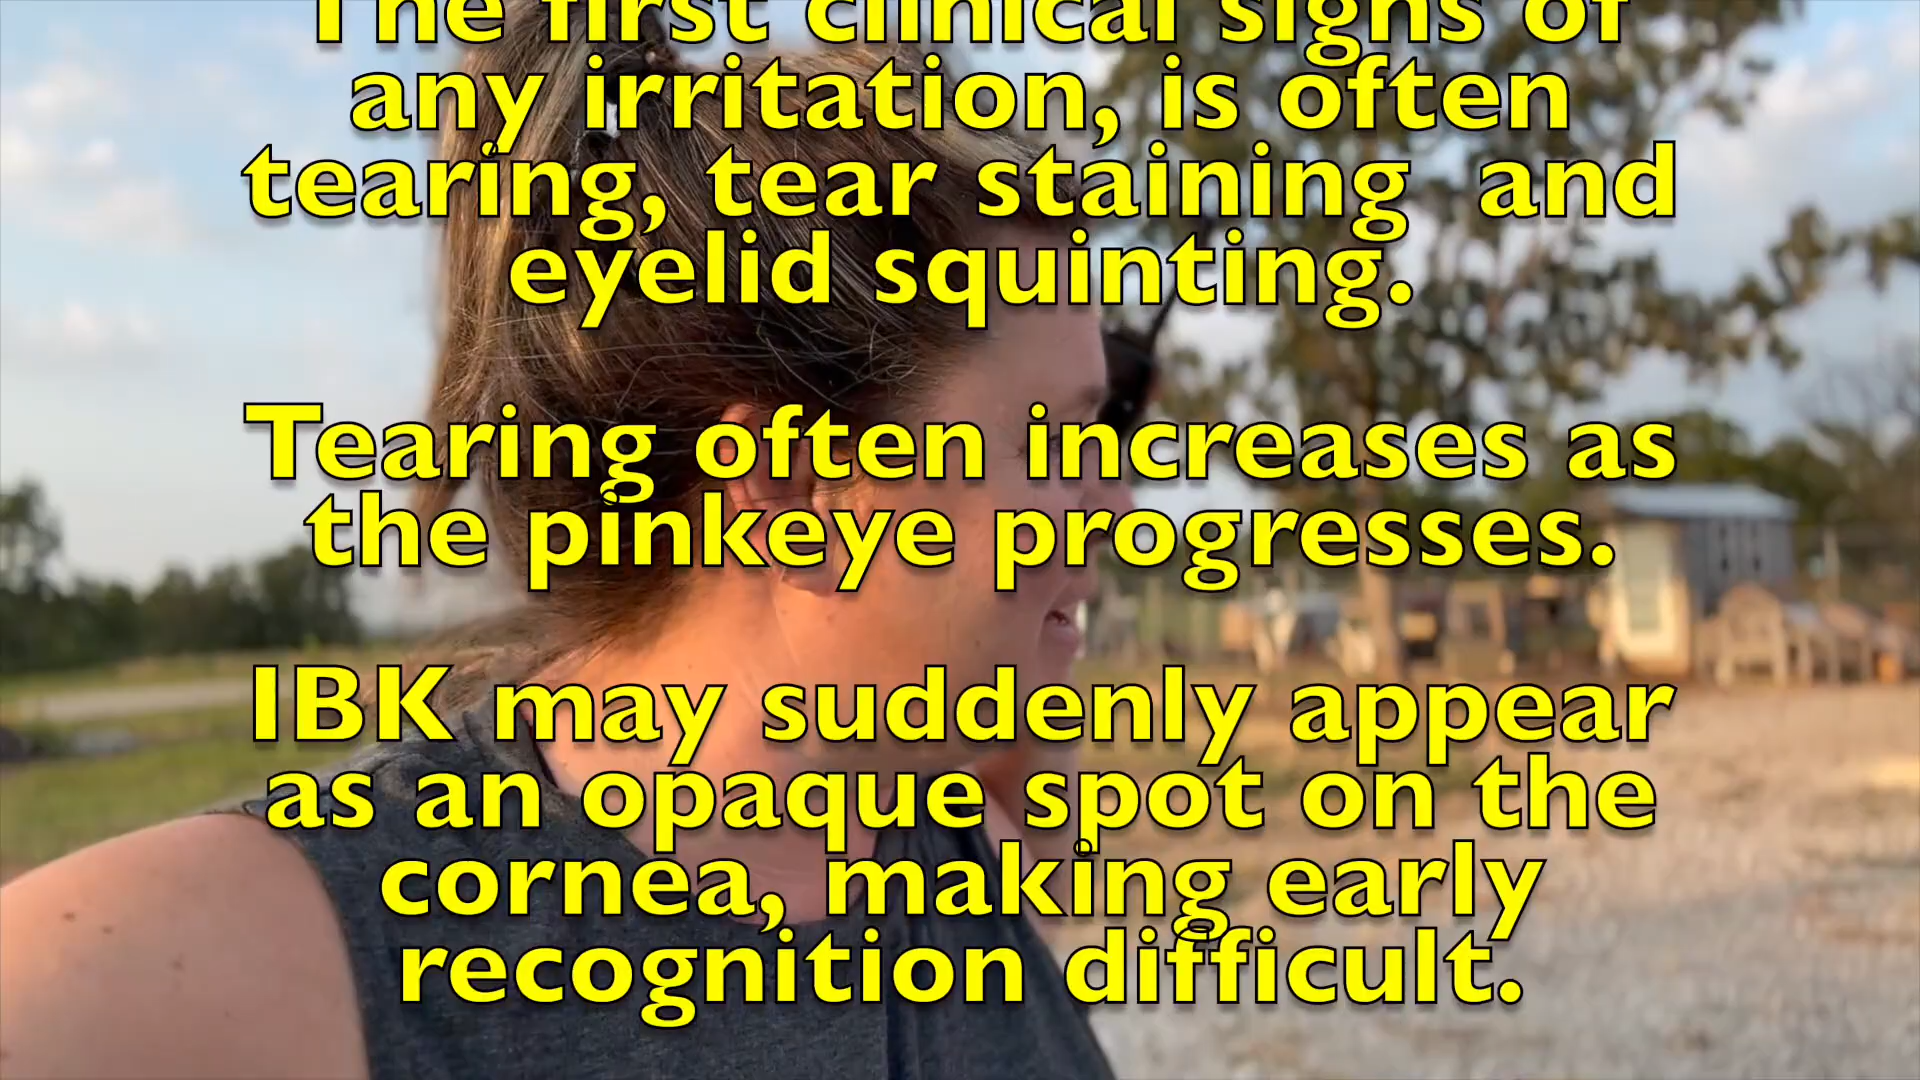 The first clinical signs of
any irritation, is often
tearing, tear staining  and
eyelid squinting.
Tearing often increases as
the pinkeye progresses.
IBK may suddenly appear
as an opaque spot on the
cornea, making early
recognition difficult.